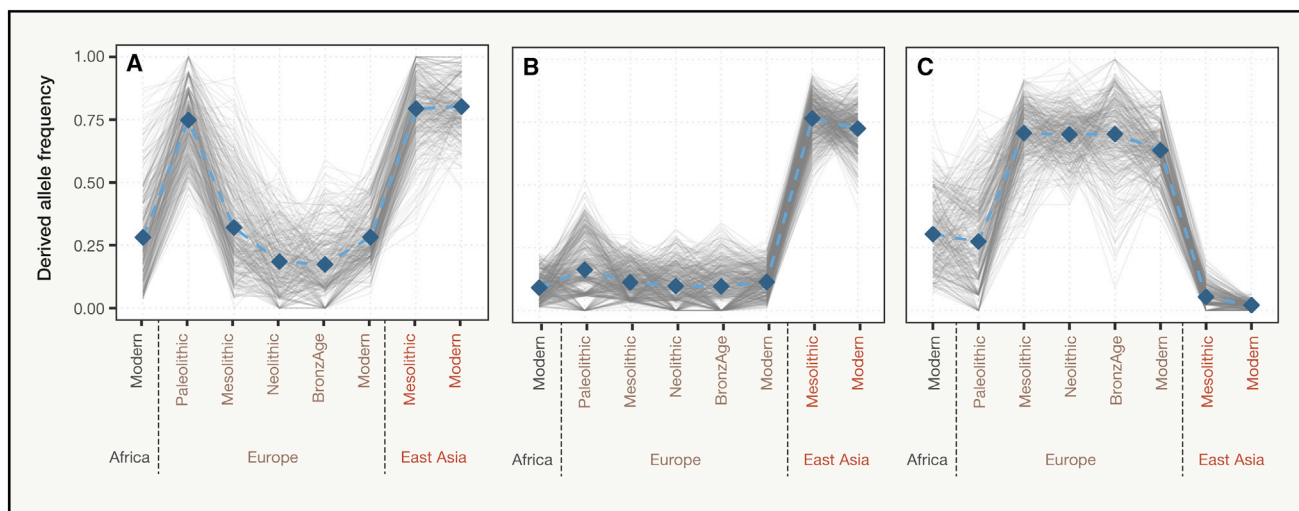 A
B
C
Derived allele frequency
1.00
0.75
0.50
0.25
0.00
Modern
Paleolithic
Mesolithic
Neolithic
BronzAge
Modern
Mesolithic
Modern
Africa
Europe
East Asia
Modern
Paleolithic
Mesolithic
Neolithic
BronzAge
Modern
Mesolithic
Modern
Africa
Europe
East Asia
Modern
Paleolithic
Mesolithic
Neolithic
BronzAge
Modern
Mesolithic
Modern
Africa
Europe
East Asia